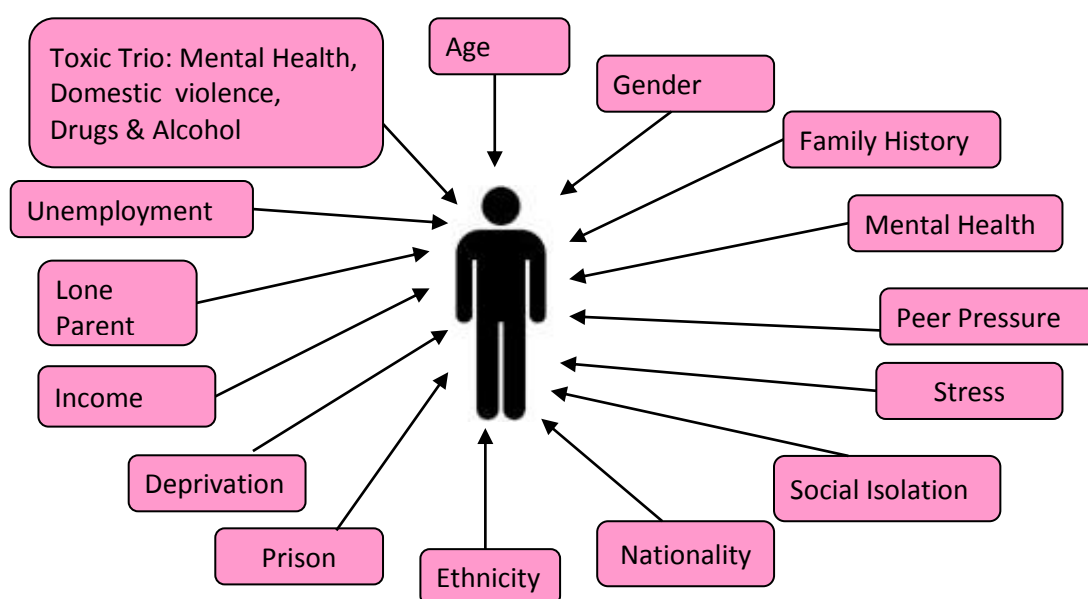 Toxic Trio: Mental Health,
Domestic violence,
Drugs & Alcohol
Age
Gender
Family History
Unemployment
Mental Health
Lone
Parent
Peer Pressure
Income
Stress
Deprivation
Social Isolation
Prison
Ethnicity
Nationality